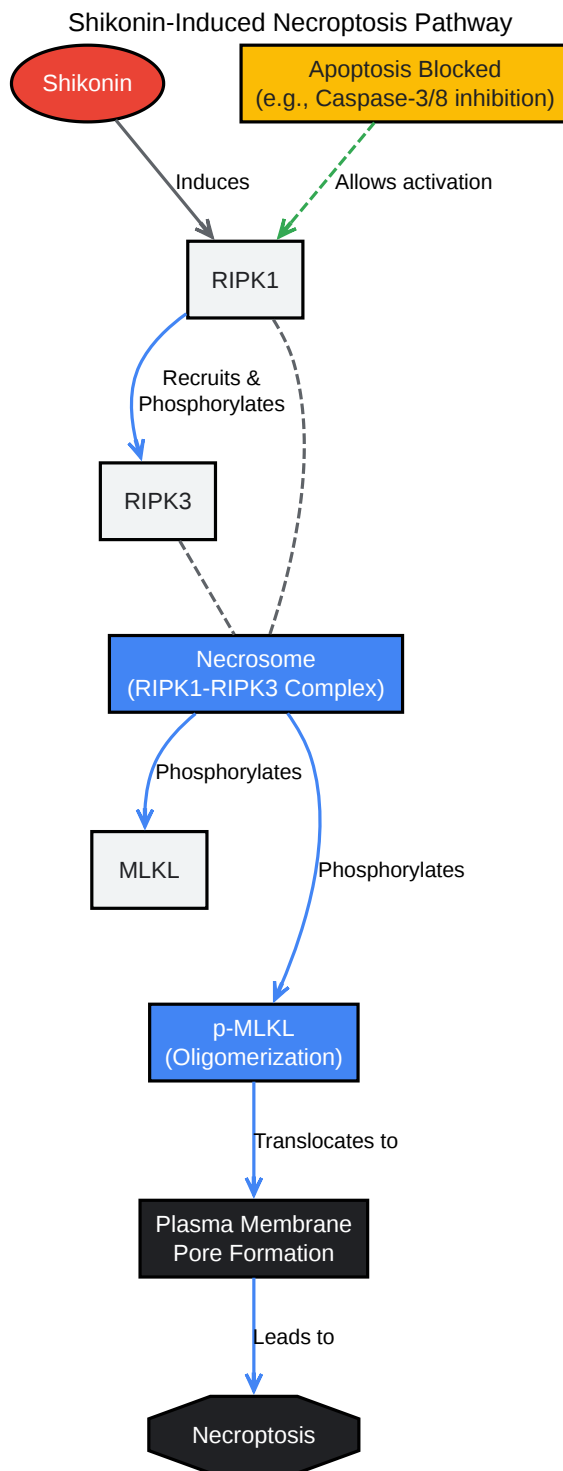 Shikonin-Induced Necroptosis Pathway
Shikonin
Apoptosis Blocked
(e.g., Caspase-3/8 inhibition)
Induces
Allows activation
RIPK1
Recruits &
Phosphorylates
RIPK3
Necrosome
(RIPK1-RIPK3 Complex)
Phosphorylates
MLKL
Phosphorylates
p-MLKL
(Oligomerization)
Translocates to
Plasma Membrane
Pore Formation
Leads to
Necroptosis